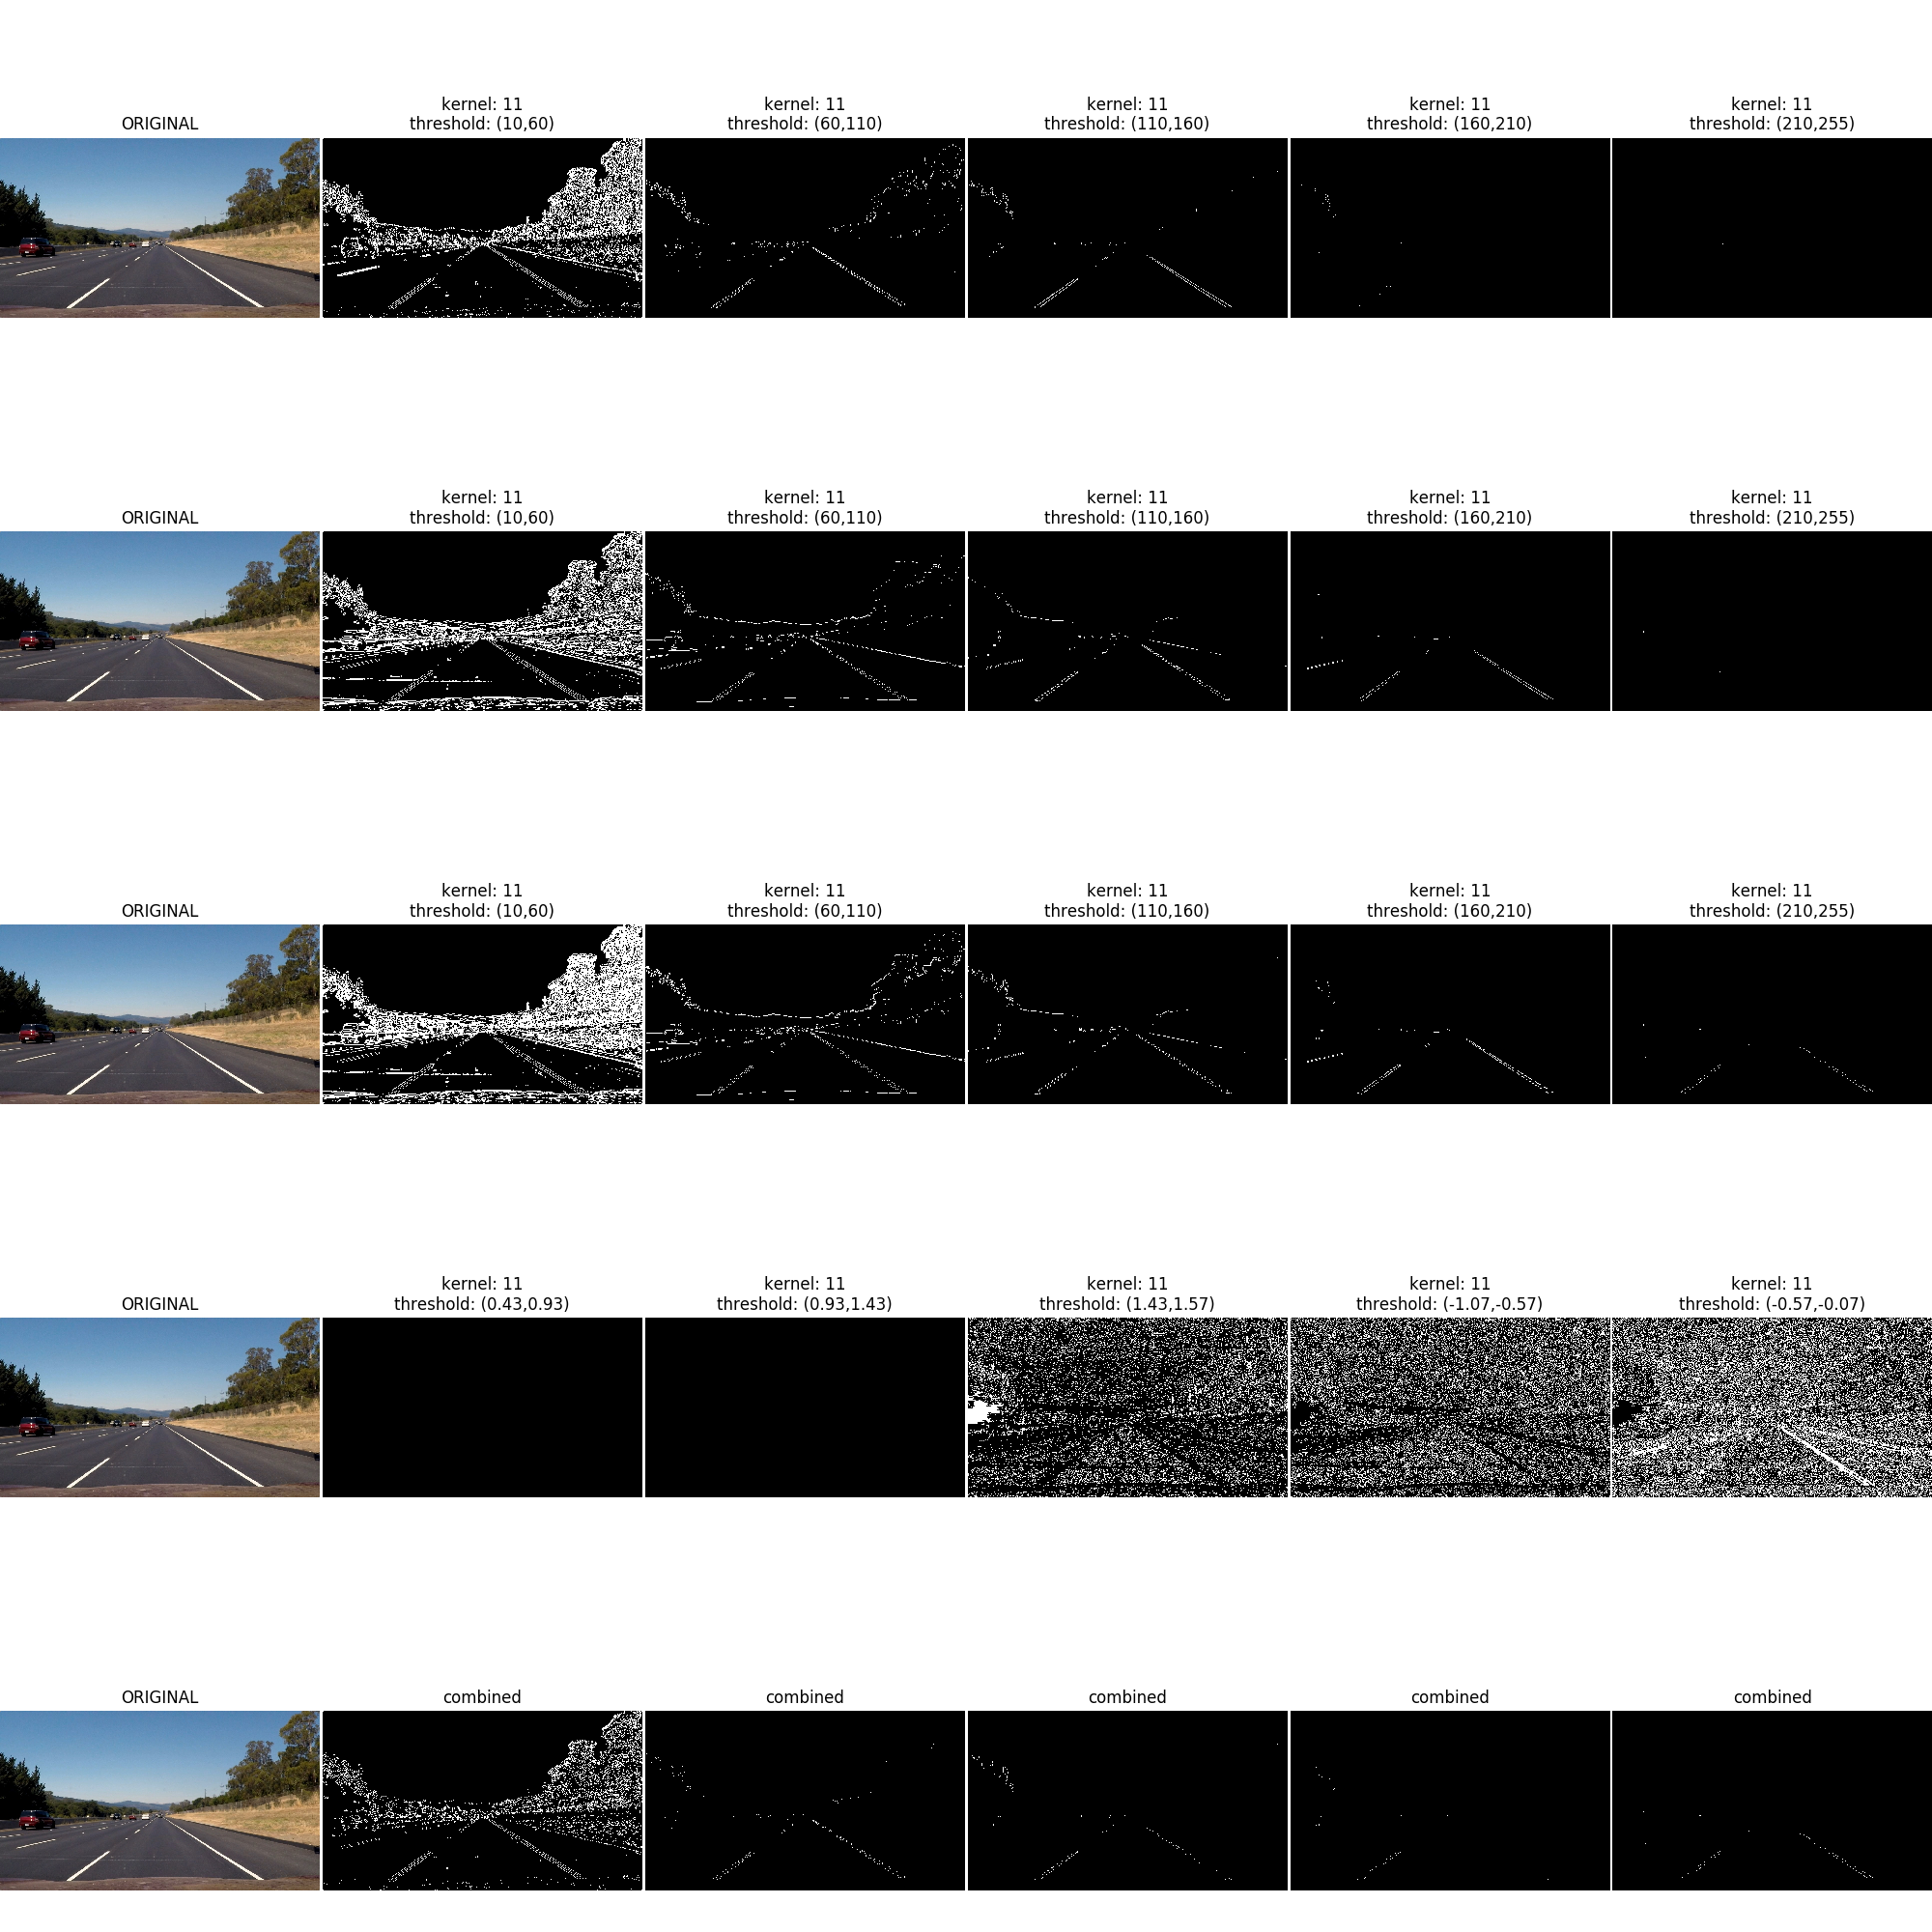 ORIGINAL
kernel: 11
threshold: (10,60)
kernel: 11
threshold: (60,110)
kernel: 11
threshold: (110,160)
kernel: 11
threshold: (160,210)
kernel: 11
threshold: (210,255)
ORIGINAL
kernel: 11
threshold: (10,60)
kernel: 11
threshold: (60,110)
kernel: 11
threshold: (110,160)
kernel: 11
threshold: (160,210)
kernel: 11
threshold: (210,255)
ORIGINAL
kernel: 11
threshold: (10,60)
kernel: 11
threshold: (60,110)
kernel: 11
threshold: (110,160)
kernel: 11
threshold: (160,210)
kernel: 11
threshold: (210,255)
ORIGINAL
kernel: 11
threshold: (0.43,0.93)
kernel: 11
threshold: (0.93,1.43)
kernel: 11
threshold: (1.43,1.57)
kernel: 11
threshold: (-1.07,-0.57)
kernel: 11
threshold: (-0.57,-0.07)
ORIGINAL
combined
combined
combined
combined
combined